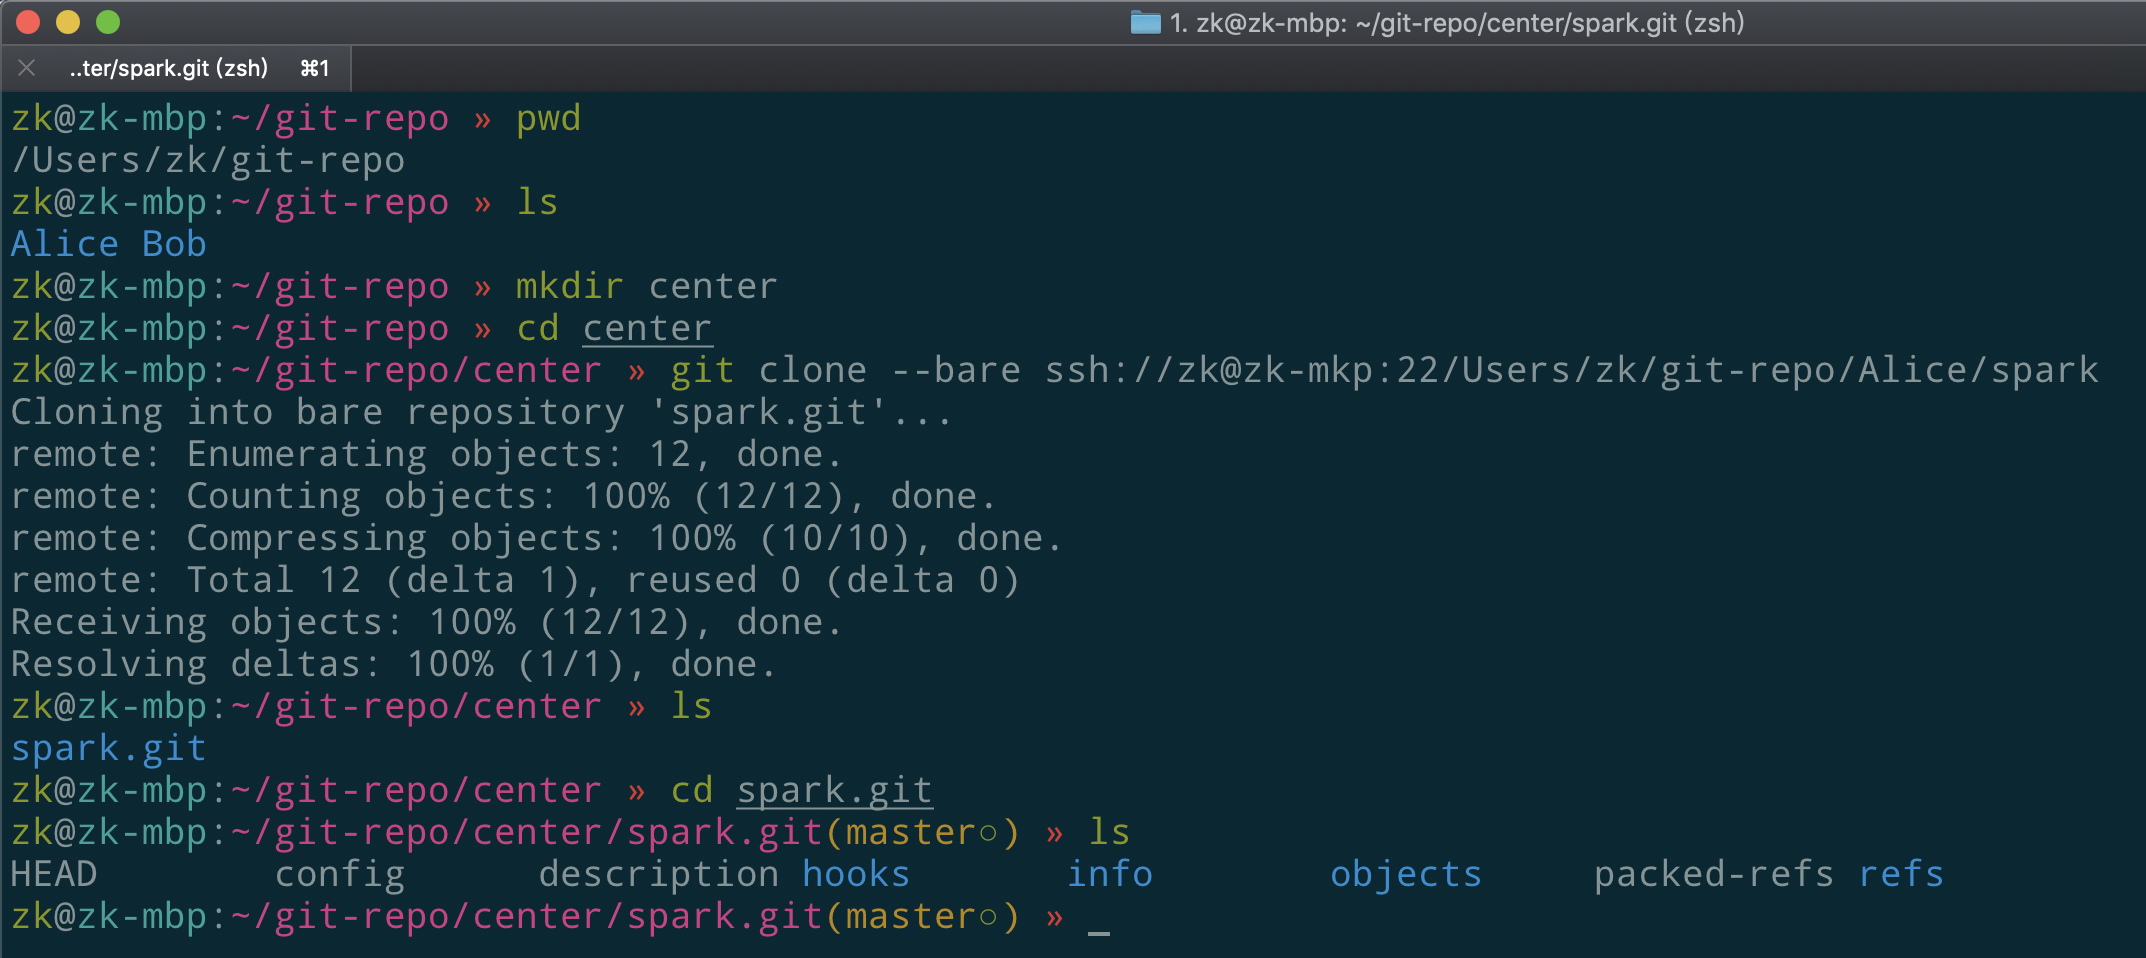 1. zk@zk-mbp: ~/git-repo/center/spark.git (zsh)
..ter/spark.git (zsh) ⌘1
zk@zk-mbp:~/git-repo » pwd
/Users/zk/git-repo
zk@zk-mbp:~/git-repo » ls
Alice Bob
zk@zk-mbp:~/git-repo » mkdir center
zk@zk-mbp:~/git-repo » cd center
zk@zk-mbp:~/git-repo/center » git clone --bare ssh://zk@zk-mkp:22/Users/zk/git-repo/Alice/spark
Cloning into bare repository 'spark.git'...
remote: Enumerating objects: 12, done.
remote: Counting objects: 100% (12/12), done.
remote: Compressing objects: 100% (10/10), done.
remote: Total 12 (delta 1), reused 0 (delta 0)
Receiving objects: 100% (12/12), done.
Resolving deltas: 100% (1/1), done.
zk@zk-mbp:~/git-repo/center » ls
spark.git
zk@zk-mbp:~/git-repo/center » cd spark.git
zk@zk-mbp:~/git-repo/center/spark.git(master○) » ls
HEAD config description hooks info objects packed-refs refs
zk@zk-mbp:~/git-repo/center/spark.git(master○) » _